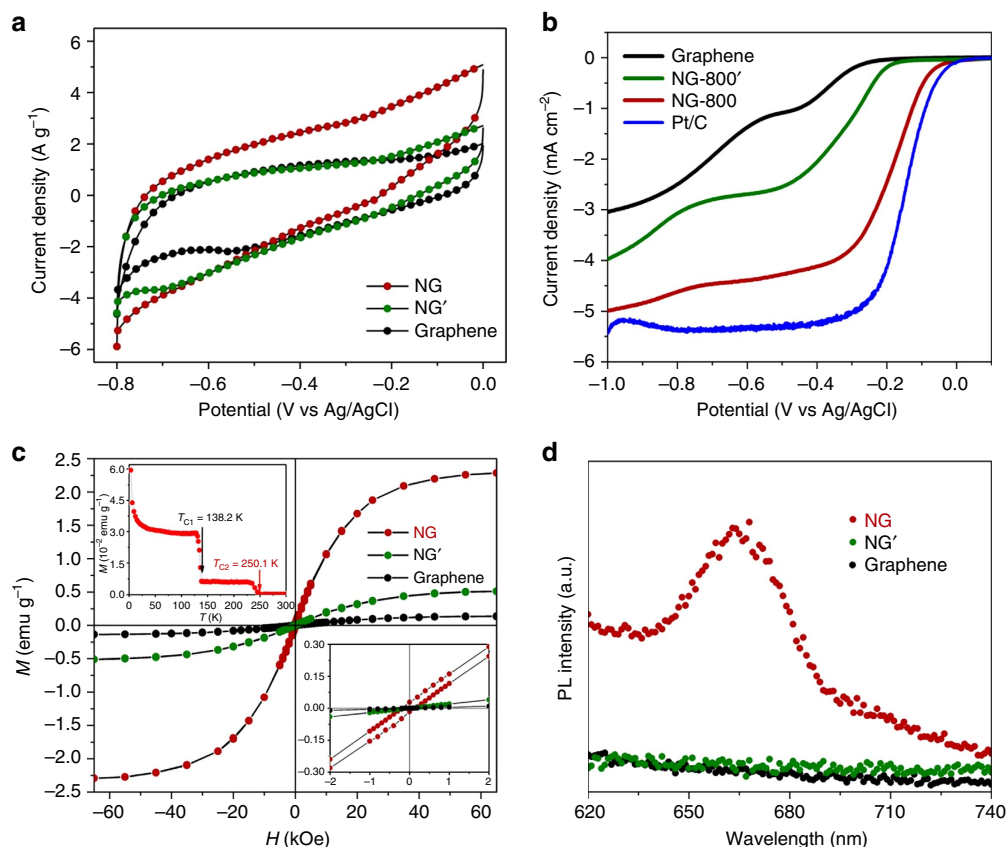 a
6
4
2
0
−2
−4
−6
Current density (A g−1)
NG
NG′
Graphene
−0.8
−0.6
−0.4
−0.2
0.0
Potential (V vs Ag/AgCl)
b
0
−1
−2
−3
−4
−5
−6
Current density (mA cm−2)
Graphene
NG-800′
NG-800
Pt/C
−1.0
−0.8
−0.6
−0.4
−0.2
0.0
Potential (V vs Ag/AgCl)
c
2.5
2.0
1.5
1.0
0.5
0.0
−0.5
−1.0
−1.5
−2.0
−2.5
M (emu g−1)
6.0
4.5
3.0
1.5
0.0
M (10−2 emu g−1)
TC1 = 138.2 K
TC2 = 250.1 K
0 50 100 150 200 250 300
T (K)
NG
NG′
Graphene
0.30
0.15
0.00
−0.15
−0.30
−2 −1 0 1 2
−60 −40 −20 0 20 40 60
H (kOe)
d
PL intensity (a.u.)
NG
NG′
Graphene
620 650 680 710 740
Wavelength (nm)